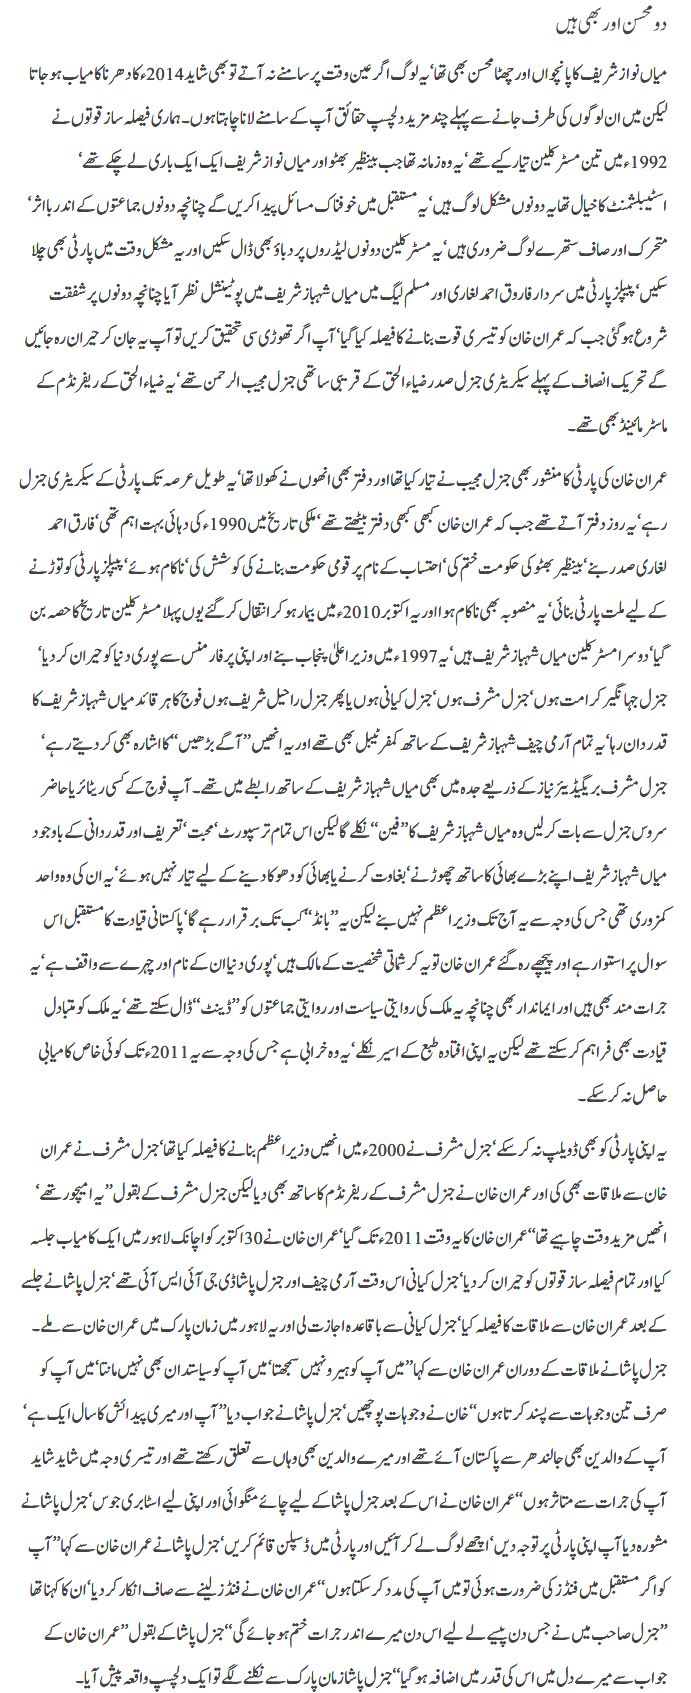 دو محسن اور بھی ہیں
میاں نواز شریف کا پانچواں اور چھٹا محسن بھی تھا‘ یہ لوگ اگر عین وقت پر سامنے نہ آتے تو بھی شاید 2014ء کا دھرنا کامیاب ہو جاتا
لیکن میں ان لوگوں کی طرف جانے سے پہلے چند مزید دلچسپ حقائق آپ کے سامنے لانا چاہتا ہوں۔ ہماری فیصلہ ساز قوتوں نے
1992ء میں تین مسٹر کلین تیار کیے تھے‘ یہ وہ زمانہ تھا جب بینظیر بھٹو اور میاں نواز شریف ایک ایک باری لے چکے تھے‘
اسٹیبلشمنٹ کا خیال تھا یہ دونوں مشکل لوگ ہیں‘ یہ مستقبل میں خوفناک مسائل پیدا کریں گے چنانچہ دونوں جماعتوں کے اندر بااثر‘
متحرک اور صاف ستھرے لوگ ضروری ہیں‘ یہ مسٹر کلین دونوں لیڈروں پر دباؤ بھی ڈال سکیں اور یہ مشکل وقت میں پارٹی بھی چلا
سکیں‘ پیپلز پارٹی میں سردار فاروق احمد لغاری اور مسلم لیگ میں میاں شہباز شریف میں پوٹینشل نظر آیا چنانچہ دونوں پر شفقت
شروع ہو گئی جب کہ عمران خان کو تیسری قوت بنانے کا فیصلہ کیا گیا‘ آپ اگر تھوڑی سی تحقیق کریں تو آپ یہ جان کر حیران رہ جائیں
گے تحریک انصاف کے پہلے سیکریٹری جنرل صدر ضیاء الحق کے قریبی ساتھی جنرل مجیب الرحمن تھے‘ یہ ضیاء الحق کے ریفرنڈم کے
ماسٹر مائینڈ بھی تھے۔
عمران خان کی پارٹی کا منشور بھی جنرل مجیب نے تیار کیا تھا اور دفتر بھی انھوں نے کھولا تھا‘ یہ طویل عرصہ تک پارٹی کے سیکریٹری جنرل
رہے‘ یہ روز دفتر آتے تھے جب کہ عمران خان کبھی کبھی دفتر بیٹھتے تھے‘ ملکی تاریخ میں 1990ء کی دہائی بہت اہم تھی‘ فارق احمد
لغاری صدر بنے‘ بینظیر بھٹو کی حکومت ختم کی‘ احتساب کے نام پر قومی حکومت بنانے کی کوشش کی‘ ناکام ہوئے‘ پیپلز پارٹی کو توڑنے
کے لیے ملت پارٹی بنائی‘ یہ منصوبہ بھی ناکام ہوا اور یہ اکتوبر 2010ء میں بیمار ہو کر انتقال کر گئے یوں پہلا مسٹر کلین تاریخ کا حصہ بن
گیا‘ دوسرا مسٹر کلین میاں شہباز شریف ہیں‘ یہ 1997ء میں وزیراعلیٰ پنجاب بنے اور اپنی پرفارمنس سے پوری دنیا کو حیران کر دیا‘
جنرل جہانگیر کرامت ہوں‘ جنرل مشرف ہوں‘ جنرل کیانی ہوں یا پھر جنرل راحیل شریف ہوں فوج کا ہر قائد میاں شہباز شریف کا
قدر دان رہا‘ یہ تمام آرمی چیف شہباز شریف کے ساتھ کمفرٹیبل بھی تھے اور یہ انھیں ’’آگے بڑھیں‘‘ کا اشارہ بھی کر دیتے رہے‘
جنرل مشرف بریگیڈیئر نیاز کے ذریعے جدہ میں بھی میاں شہباز شریف کے ساتھ رابطے میں تھے۔ آپ فوج کے کسی ریٹائر یا حاضر
سروس جنرل سے بات کر لیں وہ میاں شہباز شریف کا ’’فین‘‘ نکلے گا لیکن اس تمام تر سپورٹ‘ محبت‘ تعریف اور قدر دانی کے باوجود
میاں شہباز شریف اپنے بڑے بھائی کا ساتھ چھوڑنے‘ بغاوت کرنے یا بھائی کو دھوکا دینے کے لیے تیار نہیں ہوئے‘ یہ ان کی وہ واحد
کمزوری تھی جس کی وجہ سے یہ آج تک وزیراعظم نہیں بنے لیکن یہ ’’بانڈ‘‘ کب تک برقرار رہے گا‘ پاکستانی قیادت کا مستقبل اس
سوال پر استوار ہے اور پیچھے رہ گئے عمران خان تو یہ کرشماتی شخصیت کے مالک ہیں‘ پوری دنیا ان کے نام اور چہرے سے واقف ہے‘ یہ
جرات مند بھی ہیں اور ایماندار بھی چنانچہ یہ ملک کی روایتی سیاست اور روایتی جماعتوں کو ’’ڈینٹ‘‘ ڈال سکتے تھے‘ یہ ملک کو متبادل
قیادت بھی فراہم کر سکتے تھے لیکن یہ اپنی افتادہ طبع کے اسیر نکلے‘ یہ وہ خرابی ہے جس کی وجہ سے یہ 2011ء تک کوئی خاص کامیابی
حاصل نہ کر سکے۔
یہ اپنی پارٹی کو بھی ڈویلپ نہ کر سکے‘ جنرل مشرف نے 2000ء میں انھیں وزیراعظم بنانے کا فیصلہ کیا تھا‘ جنرل مشرف نے عمران
خان سے ملاقات بھی کی اور عمران خان نے جنرل مشرف کے ریفرنڈم کا ساتھ بھی دیا لیکن جنرل مشرف کے بقول ’’یہ امیچور تھے‘
انھیں مزید وقت چاہیے تھا‘‘ عمران خان کا یہ وقت 2011ء تک گیا‘ عمران خان نے 30 اکتوبر کو اچانک لاہور میں ایک کامیاب جلسہ
کیا اور تمام فیصلہ ساز قوتوں کو حیران کر دیا‘ جنرل کیانی اس وقت آرمی چیف اور جنرل پاشا ڈی جی آئی ایس آئی تھے‘ جنرل پاشا نے جلسے
کے بعد عمران خان سے ملاقات کا فیصلہ کیا‘ جنرل کیانی سے باقاعدہ اجازت لی اور یہ لاہور میں زمان پارک میں عمران خان سے ملے۔
جنرل پاشا نے ملاقات کے دوران عمران خان سے کہا ’’میں آپ کو ہیرو نہیں سمجھتا‘ میں آپ کو سیاستدان بھی نہیں مانتا‘ میں آپ کو
صرف تین وجوہات سے پسند کرتا ہوں‘‘ خان نے وجوہات پوچھیں‘ جنرل پاشا نے جواب دیا ’’آپ اور میری پیدائش کا سال ایک ہے‘
آپ کے والدین بھی جالندھر سے پاکستان آئے تھے اور میرے والدین بھی وہاں سے تعلق رکھتے تھے اور تیسری وجہ میں شاید شاید
آپ کی جرات سے متاثر ہوں‘‘ عمران خان نے اس کے بعد جنرل پاشا کے لیے چائے منگوائی اور اپنی لیے اسٹابری جوس‘ جنرل پاشا نے
مشورہ دیا آپ اپنی پارٹی پر توجہ دیں‘ اچھے لوگ لے کر آئیں اور پارٹی میں ڈسپلن قائم کریں‘ جنرل پاشا نے عمران خان سے کہا ’’آپ
کو اگر مستقبل میں فنڈز کی ضرورت ہوئی تو میں آپ کی مدد کر سکتا ہوں‘‘ عمران خان نے فنڈز لینے سے صاف انکار کر دیا‘ ان کا کہنا تھا
’’جنرل صاحب میں نے جس دن پیسے لے لیے اس دن میرے اندر جرات ختم ہو جائے گی‘‘ جنرل پاشا کے بقول ’’عمران خان کے
جواب سے میرے دل میں اس کی قدر میں اضافہ ہو گیا‘‘ جنرل پاشا زمان پارک سے نکلنے لگے تو ایک دلچسپ واقعہ پیش آیا۔